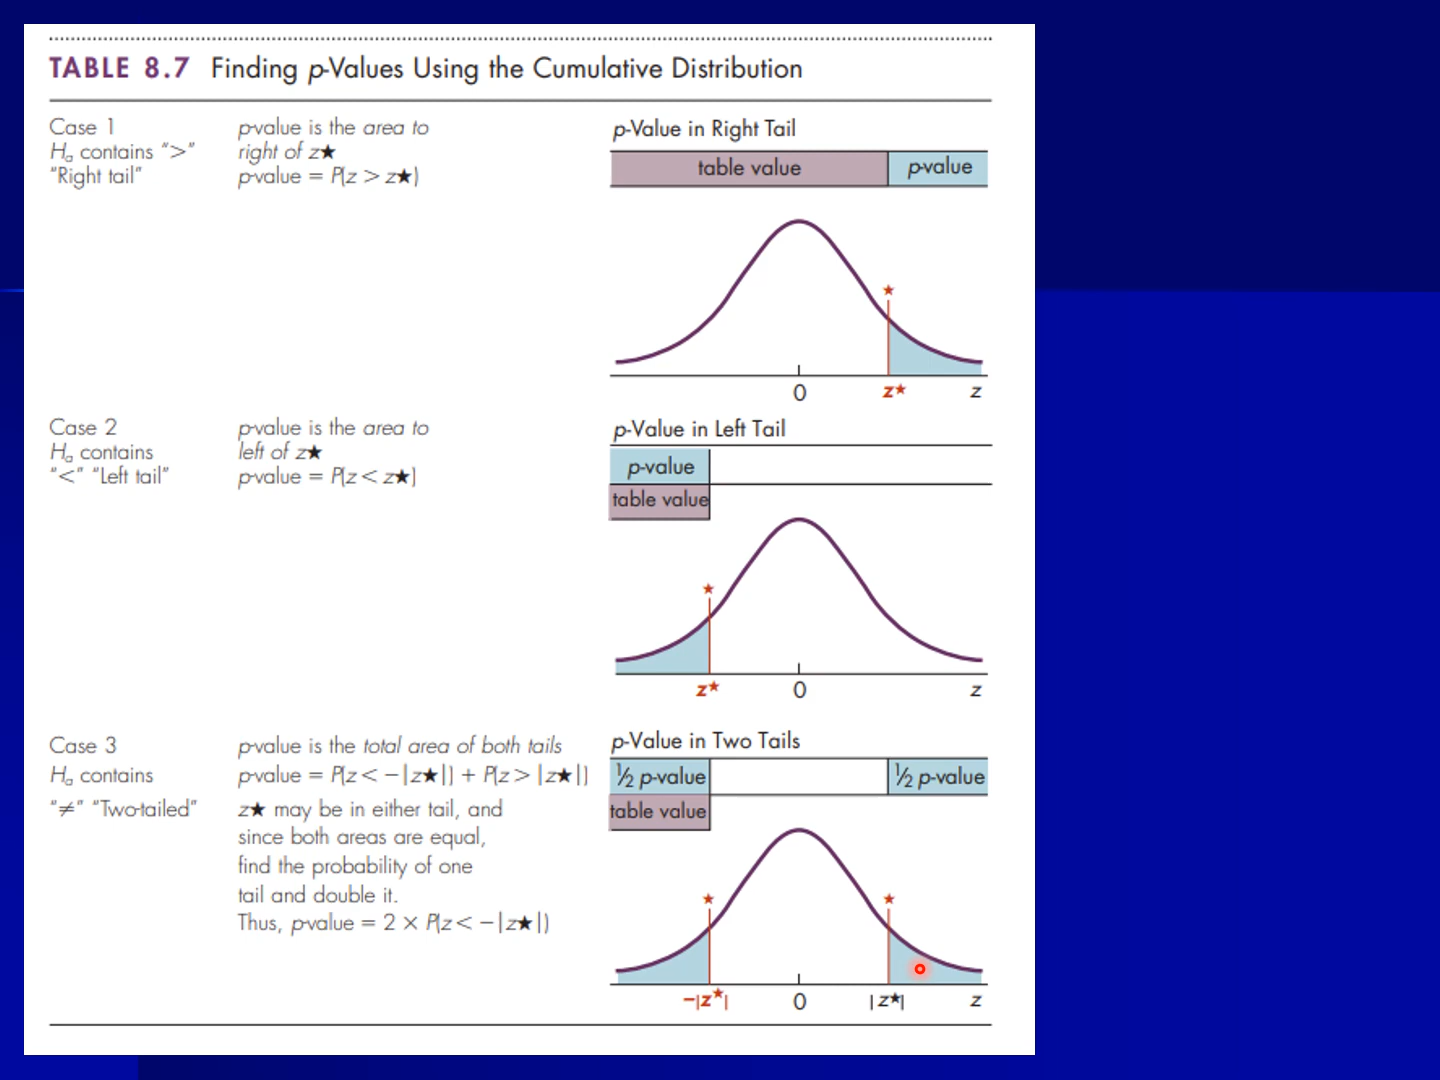 TABLE 8.7 Finding p-Values Using the Cumulative Distribution
Case 1
Hₐ contains “>”
“Right tail”
p-value is the area to
right of z★
p-value = P(z > z★)
p-Value in Right Tail
table value
p-value
★
0
z★
z
Case 2
Hₐ contains
“<” “Left tail”
p-value is the area to
left of z★
p-value = P(z < z★)
p-Value in Left Tail
p-value
table value
★
z★
0
z
Case 3
Hₐ contains
“≠” “Two-tailed”
p-value is the total area of both tails
p-value = P(z < −|z★|) + P(z > |z★|)
z★ may be in either tail, and
since both areas are equal,
find the probability of one
tail and double it.
Thus, p-value = 2 × P(z < −|z★|)
p-Value in Two Tails
½ p-value
½ p-value
table value
★
★
−|z★|
0
|z★|
z